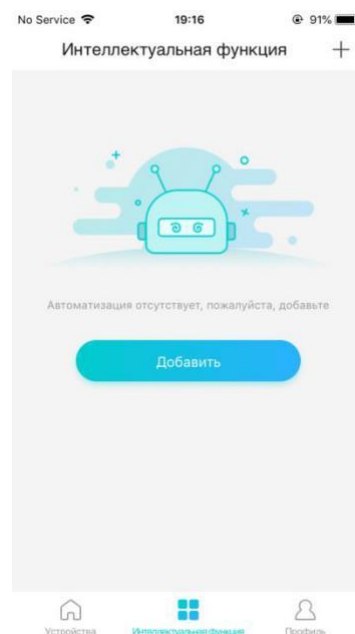 No Service 19:16 91%
Интеллектуальная функция +
Автоматизация отсутствует, пожалуйста, добавьте
Добавить
Устройства Интеллектуальная функция Профиль